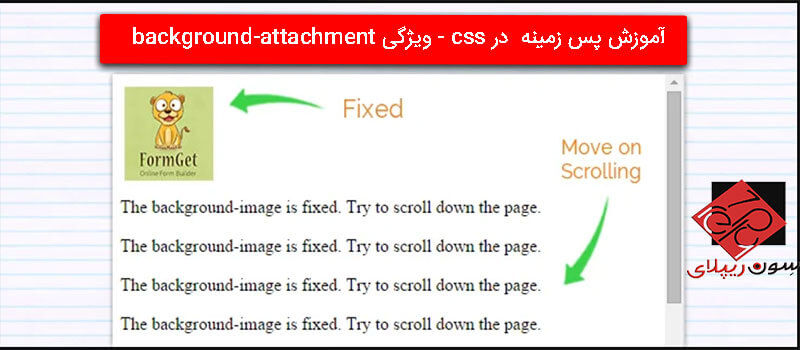 آموزش پس زمینه در css - ویژگی background-attachment
Fixed
FormGet
Online Form Builder
Move on
Scrolling
The background-image is fixed. Try to scroll down the page.
The background-image is fixed. Try to scroll down the page.
The background-image is fixed. Try to scroll down the page.
The background-image is fixed. Try to scroll down the page.
سون ریپلای